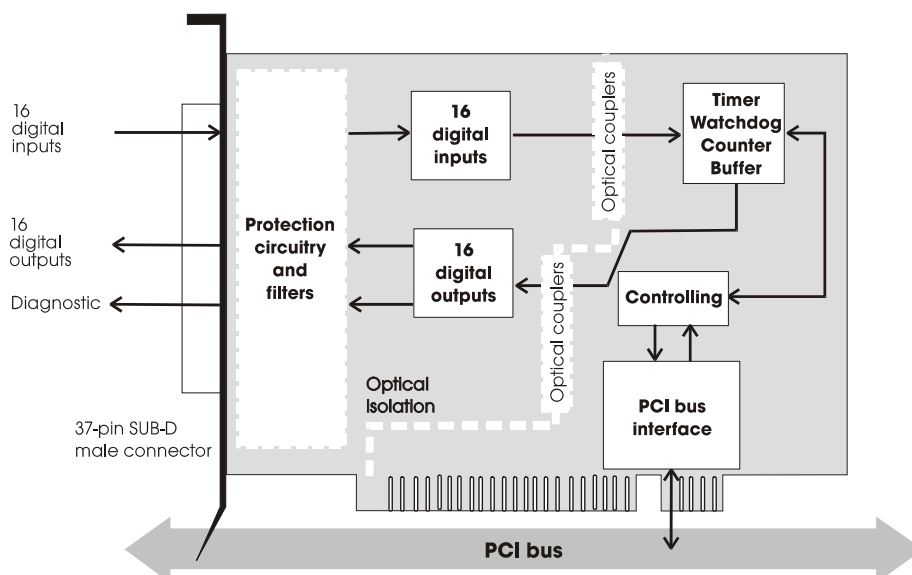 16
digital
inputs
16
digital
outputs
Diagnostic
37-pin SUB-D
male connector
Protection
circuitry
and
filters
16
digital
inputs
16
digital
outputs
Optical couplers
Optical couplers
Optical
Isolation
Timer
Watchdog
Counter
Buffer
Controlling
PCI bus
interface
PCI bus